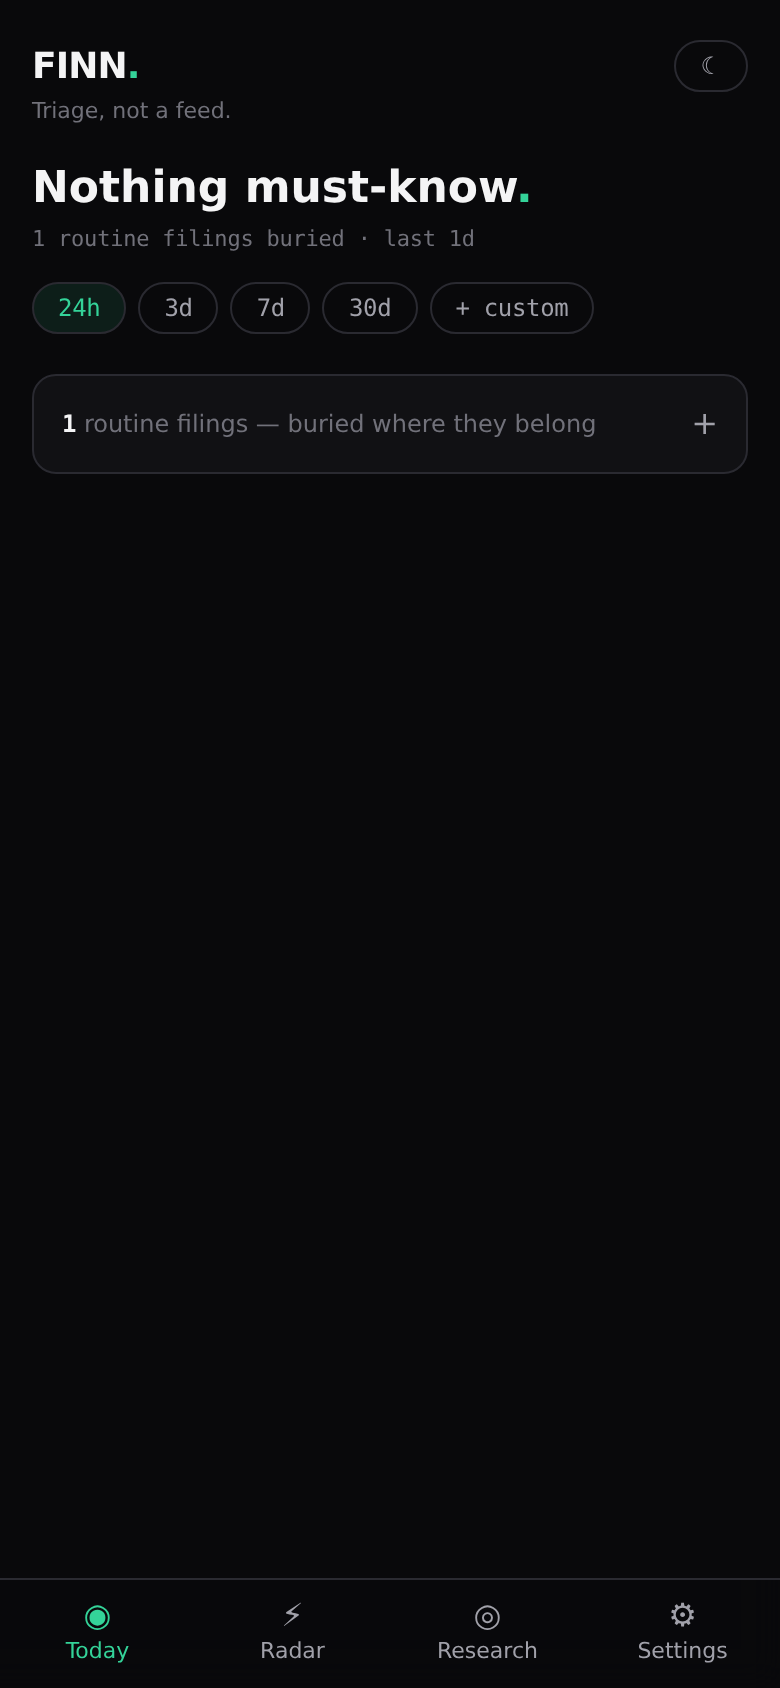 FINN.
☾
Triage, not a feed.
Nothing must-know.
1 routine filings buried · last 1d
24h 3d 7d 30d + custom
1 routine filings — buried where they belong +
Today Radar Research Settings